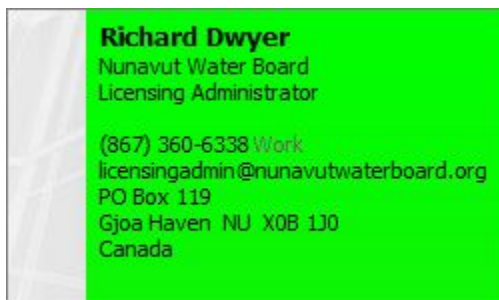 Richard Dwyer
Nunavut Water Board
Licensing Administrator
(867) 360-6338 Work
licensingadmin@nunavutwaterboard.org
PO Box 119
Gjoa Haven NU X0B 1J0
Canada